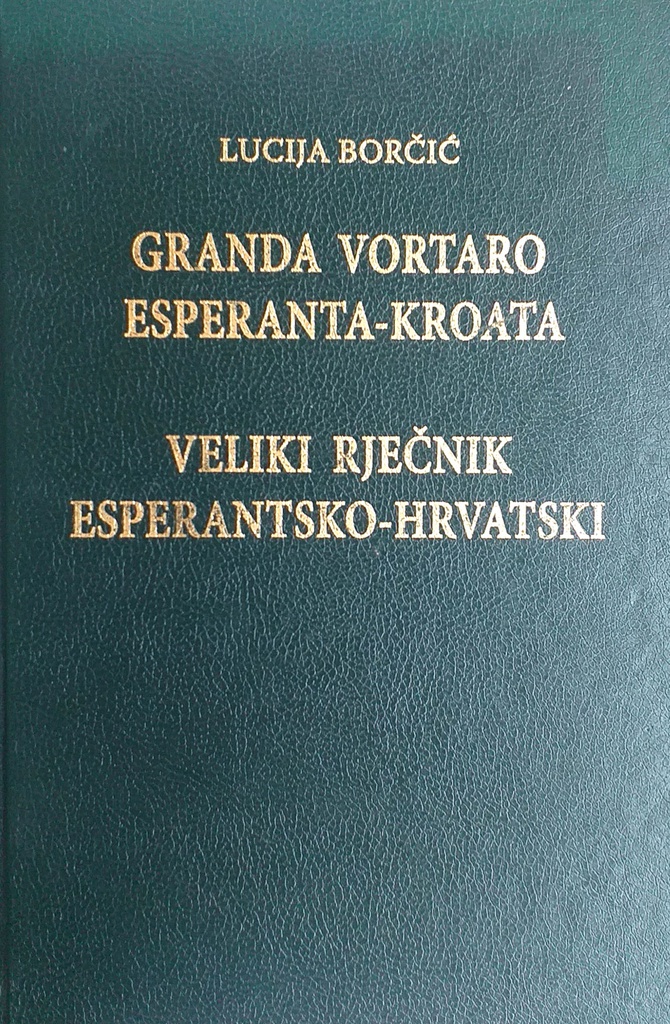 LUCIJA BORČIĆ
GRANDA VORTARO
ESPERANTA-KROATA
VELIKI RJEČNIK
ESPERANTSKO-HRVATSKI